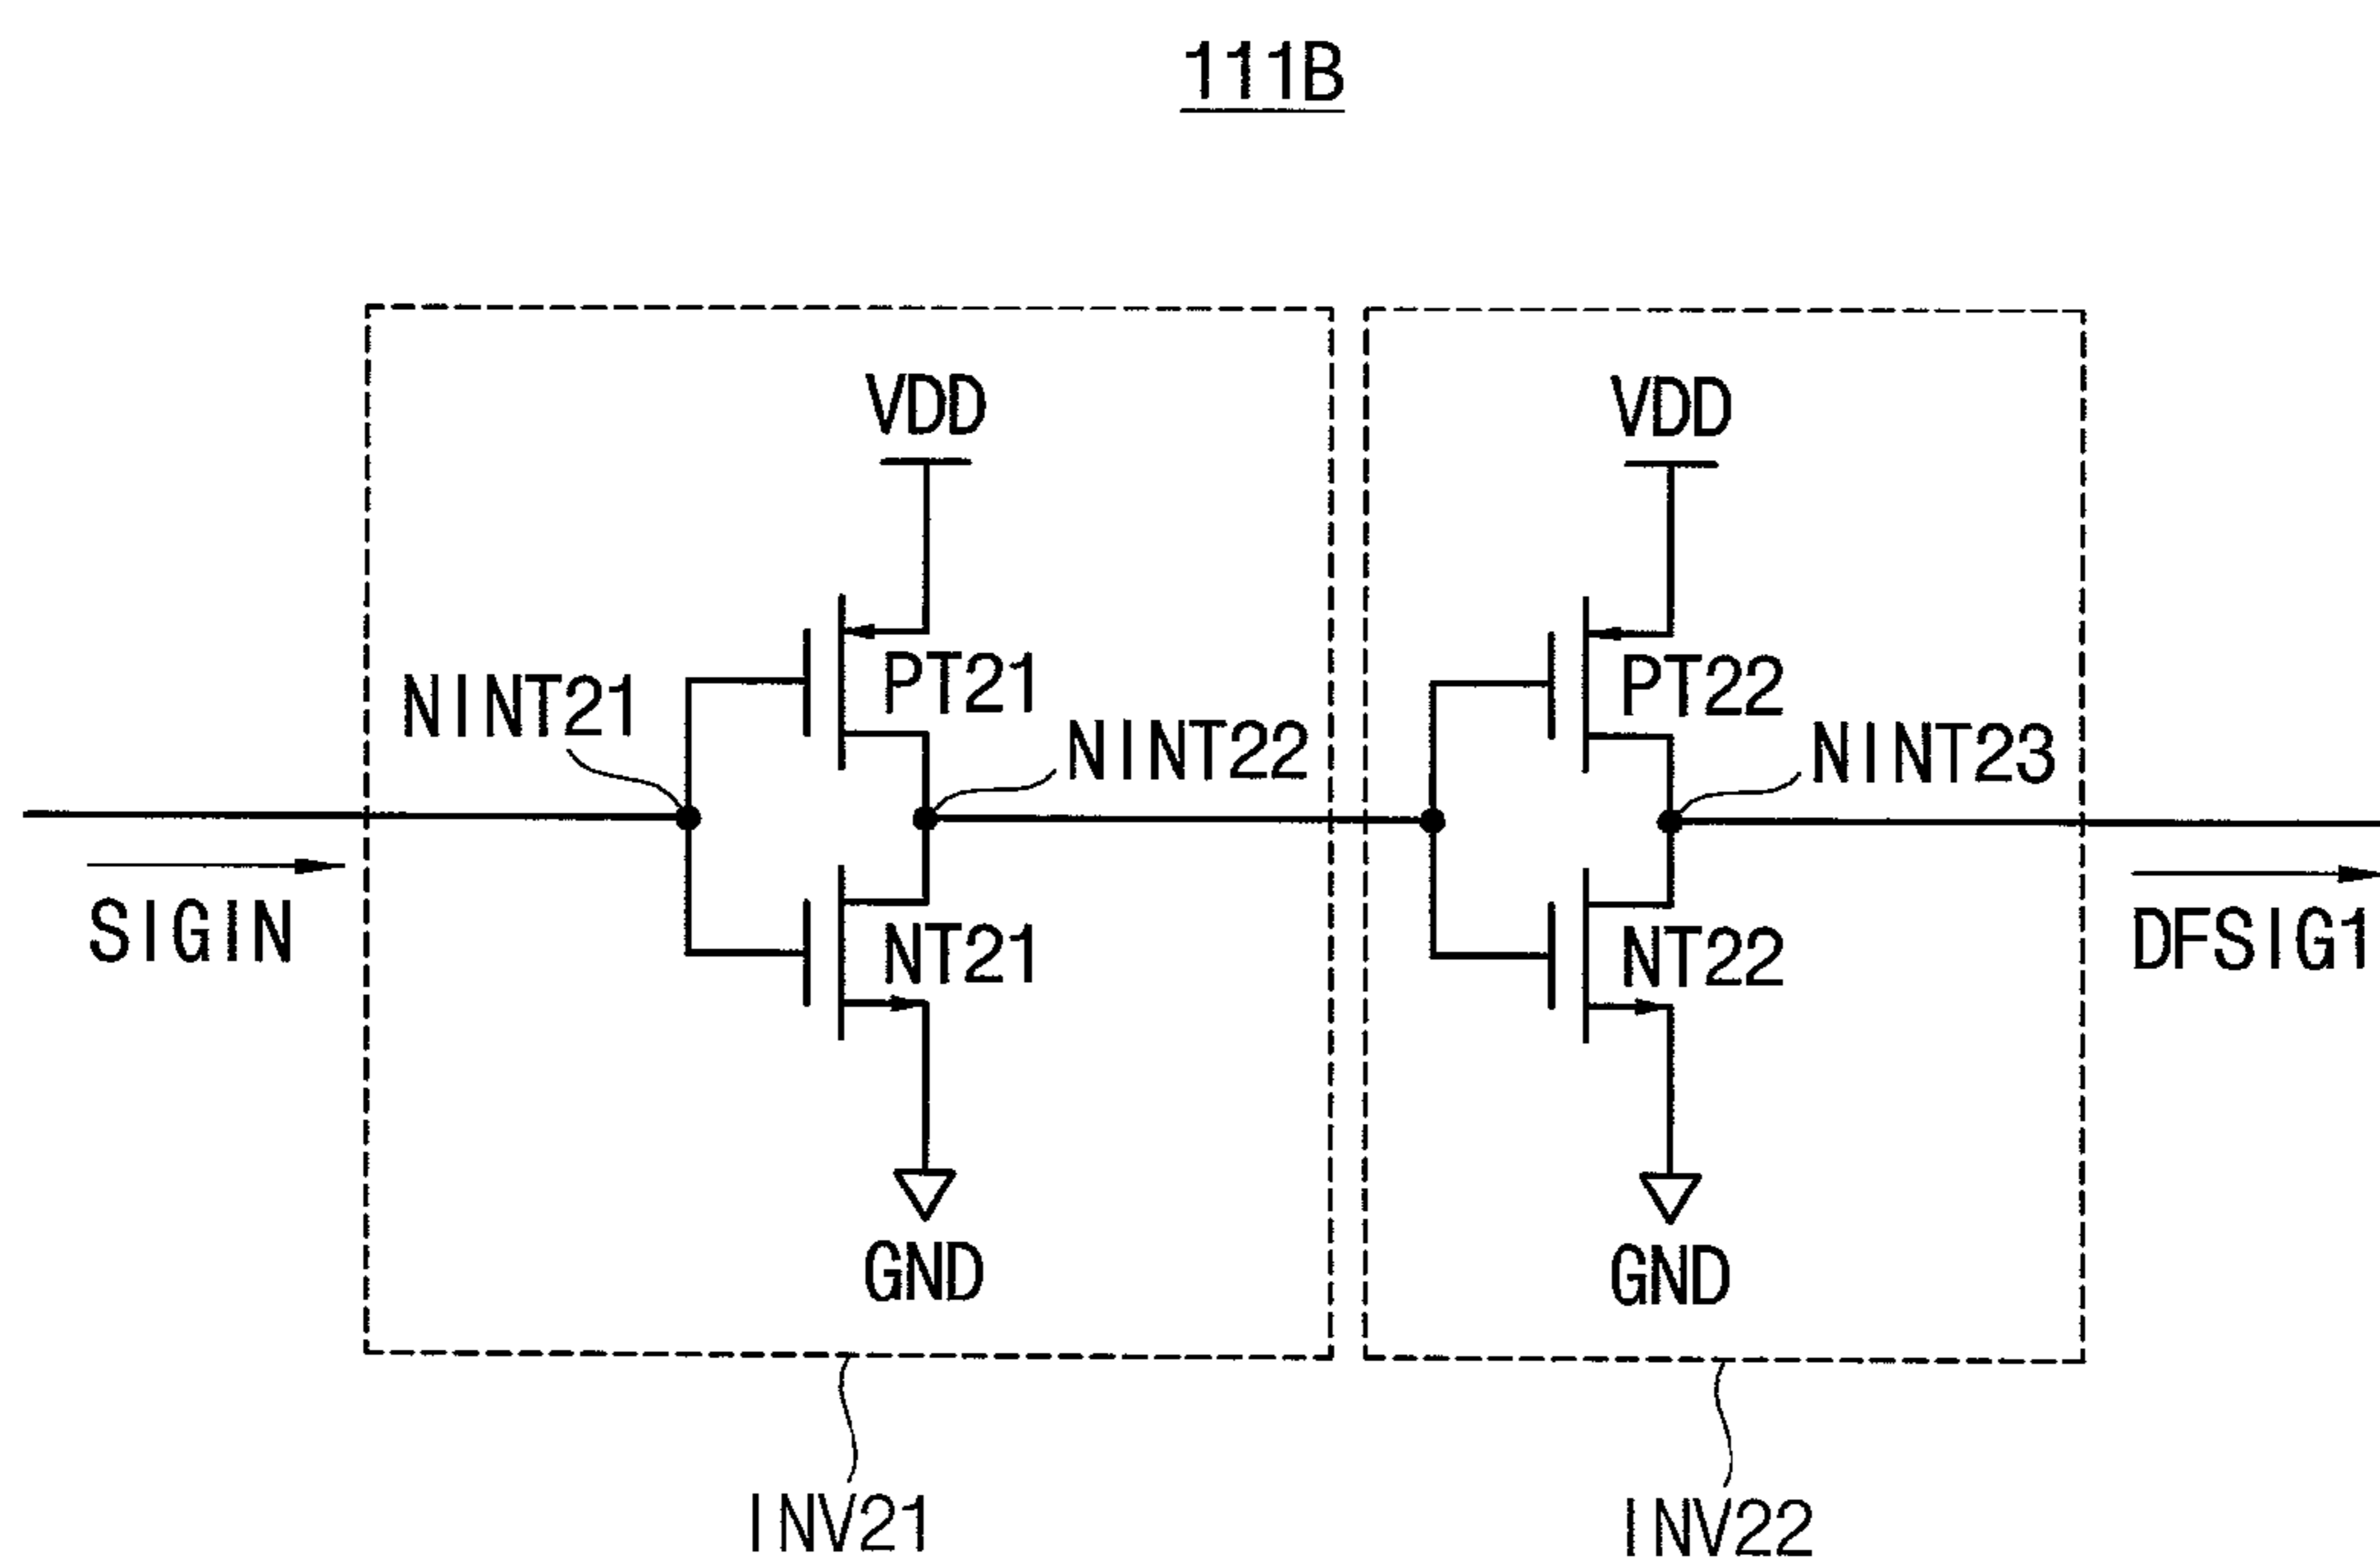 111B
VDD VDD
PT21 PT22
NINT21 NINT22 NINT23
SIGIN NT21 NT22 DFSIG1
GND GND
INV21 INV22